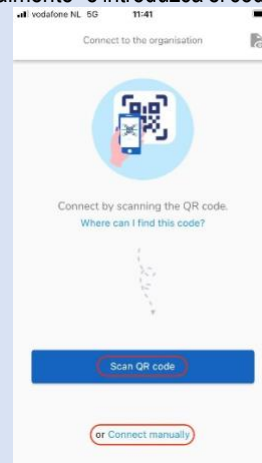 vodafone NL 5G 11:41
Connect to the organisation
Connect by scanning the QR code.
Where can I find this code?
Scan QR code
or Connect manually